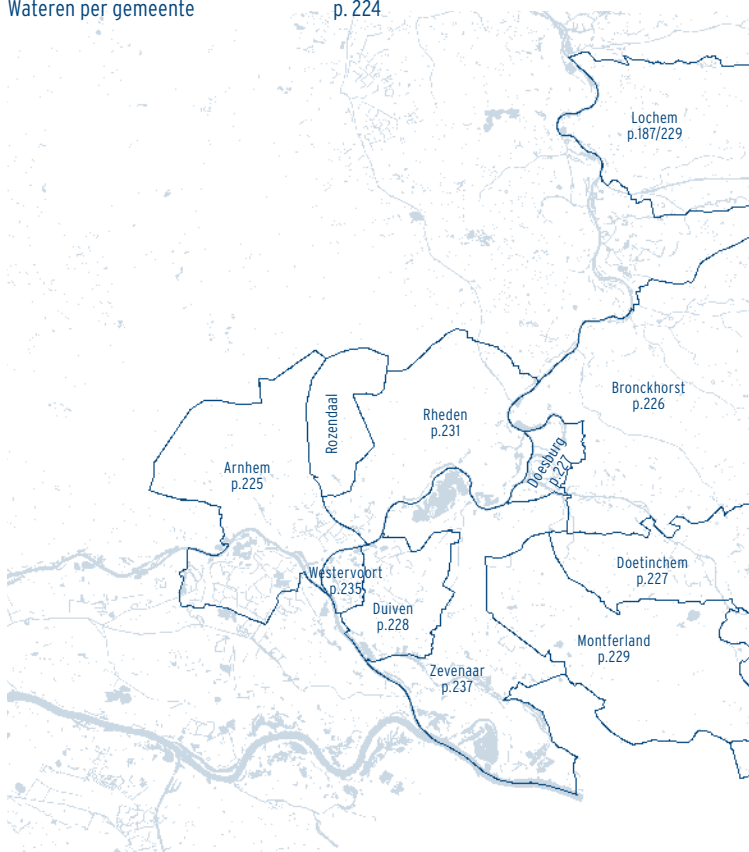 Wateren per gemeente p. 224
Lochem
p.187/229
Bronckhorst
p.226
Rheden
p.231
Rozendaal
Doesburg
p.227
Arnhem
p.225
Westervoort
p.235
Duiven
p.228
Doetinchem
p.227
Montferland
p.229
Zevenaar
p.237